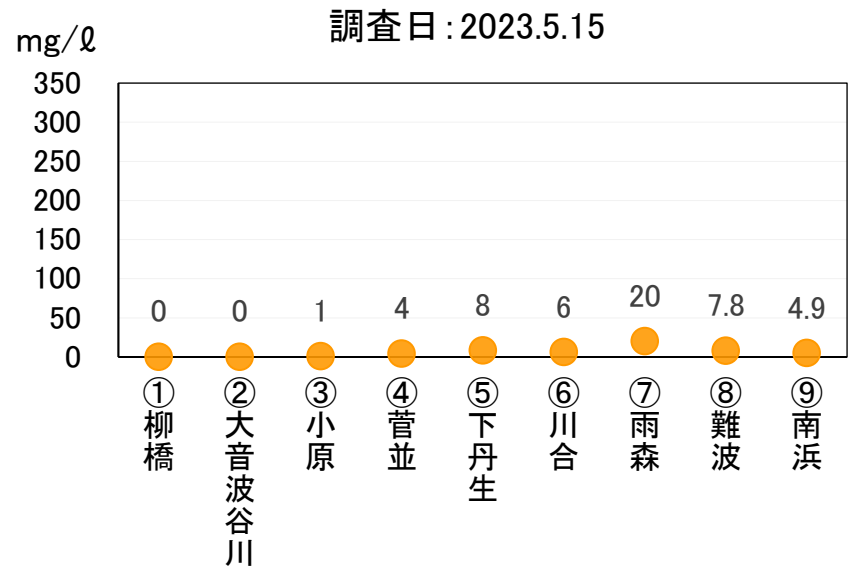 調査日：2023.5.15
mg/ℓ
350
300
250
200
150
100
50
0
0 0 1 4 8 6 20 7.8 4.9
① ② ③ ④ ⑤ ⑥ ⑦ ⑧ ⑨
柳橋
大音波谷川
小原
菅並
下丹生
川合
雨森
難波
南浜